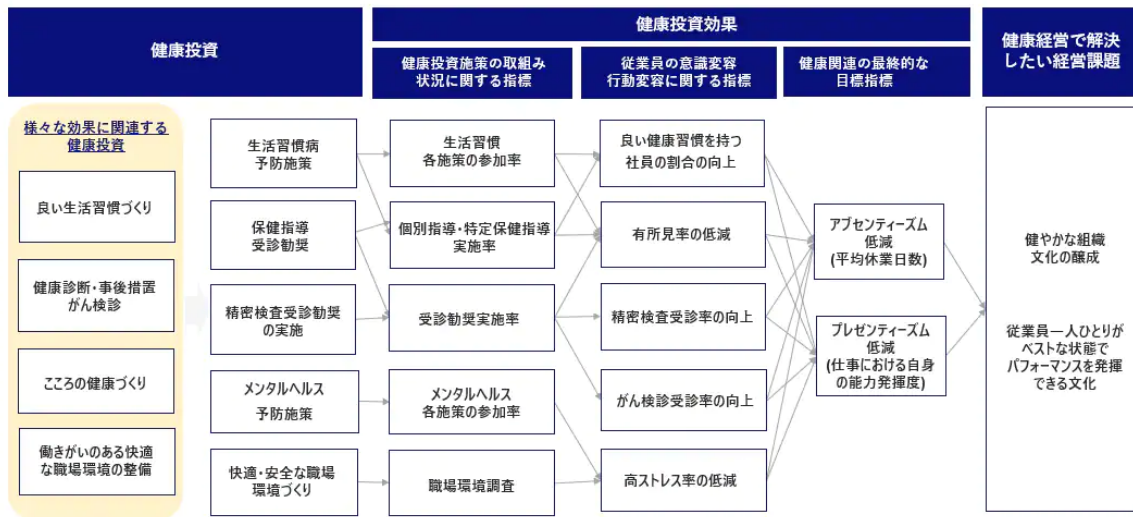 健康投資
健康投資効果
健康経営で解決
したい経営課題
健康投資施策の取組み
状況に関する指標
従業員の意識変容
行動変容に関する指標
健康関連の最終的な
目標指標
様々な効果に関連する
健康投資
良い生活習慣づくり
健康診断・事後措置
がん検診
こころの健康づくり
働きがいのある快適
な職場環境の整備
生活習慣病
予防施策
保健指導
受診勧奨
精密検査受診勧奨
の実施
メンタルヘルス
予防施策
快適・安全な職場
環境づくり
生活習慣
各施策の参加率
個別指導・特定保健指導
実施率
受診勧奨実施率
メンタルヘルス
各施策の参加率
職場環境調査
良い健康習慣を持つ
社員の割合の向上
有所見率の低減
精密検査受診率の向上
がん検診受診率の向上
高ストレス率の低減
アブセンティーズム
低減
(平均休業日数)
プレゼンティーズム
低減
(仕事における自身
の能力発揮度)
健やかな組織
文化の醸成
従業員一人ひとりが
ベストな状態で
パフォーマンスを発揮
できる文化